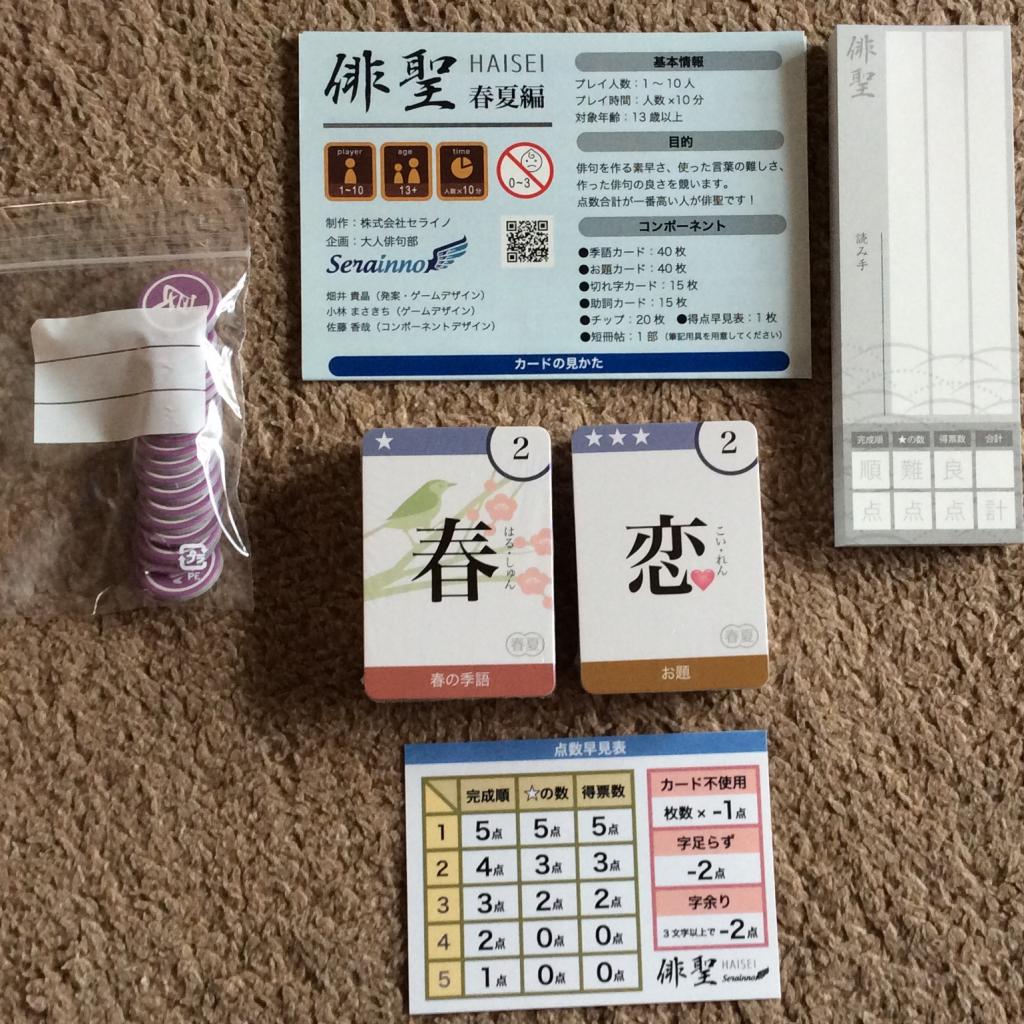 俳聖 HAISEI
春夏編
player
1~10
age
13+
time
人数×10分
0~3
制作：株式会社セライノ
企画：大人俳句部
Serainno
畑井 貴晶（発案・ゲームデザイン）
小林 まさきち（ゲームデザイン）
佐藤 香哉（コンポーネントデザイン）
基本情報
プレイ人数：1～10人
プレイ時間：人数×10分
対象年齢：13歳以上
目的
俳句を作る素早さ、使った言葉の難しさ、
作った俳句の良さを競います。
点数合計が一番高い人が俳聖です！
コンポーネント
●季語カード：40枚
●お題カード：40枚
●切れ字カード：15枚
●助詞カード：15枚
●チップ：20枚 ●得点早見表：1枚
●短冊帖：1部（筆記用具を用意してください）
カードの見かた
俳聖
読み手
完成順 ★の数 得票数 合計
順 難 良
点 点 点 計
プラ
PE
★ 2
春
はる・しゅん
春夏
春の季語
★★★ 2
恋
こい・れん
春夏
お題
点数早見表
完成順 ☆の数 得票数
1 5点 5点 5点
2 4点 3点 3点
3 3点 2点 2点
4 2点 0点 0点
5 1点 0点 0点
カード不使用
枚数×-1点
字足らず
-2点
字余り
3文字以上で-2点
俳聖 HAISEI
Serainno